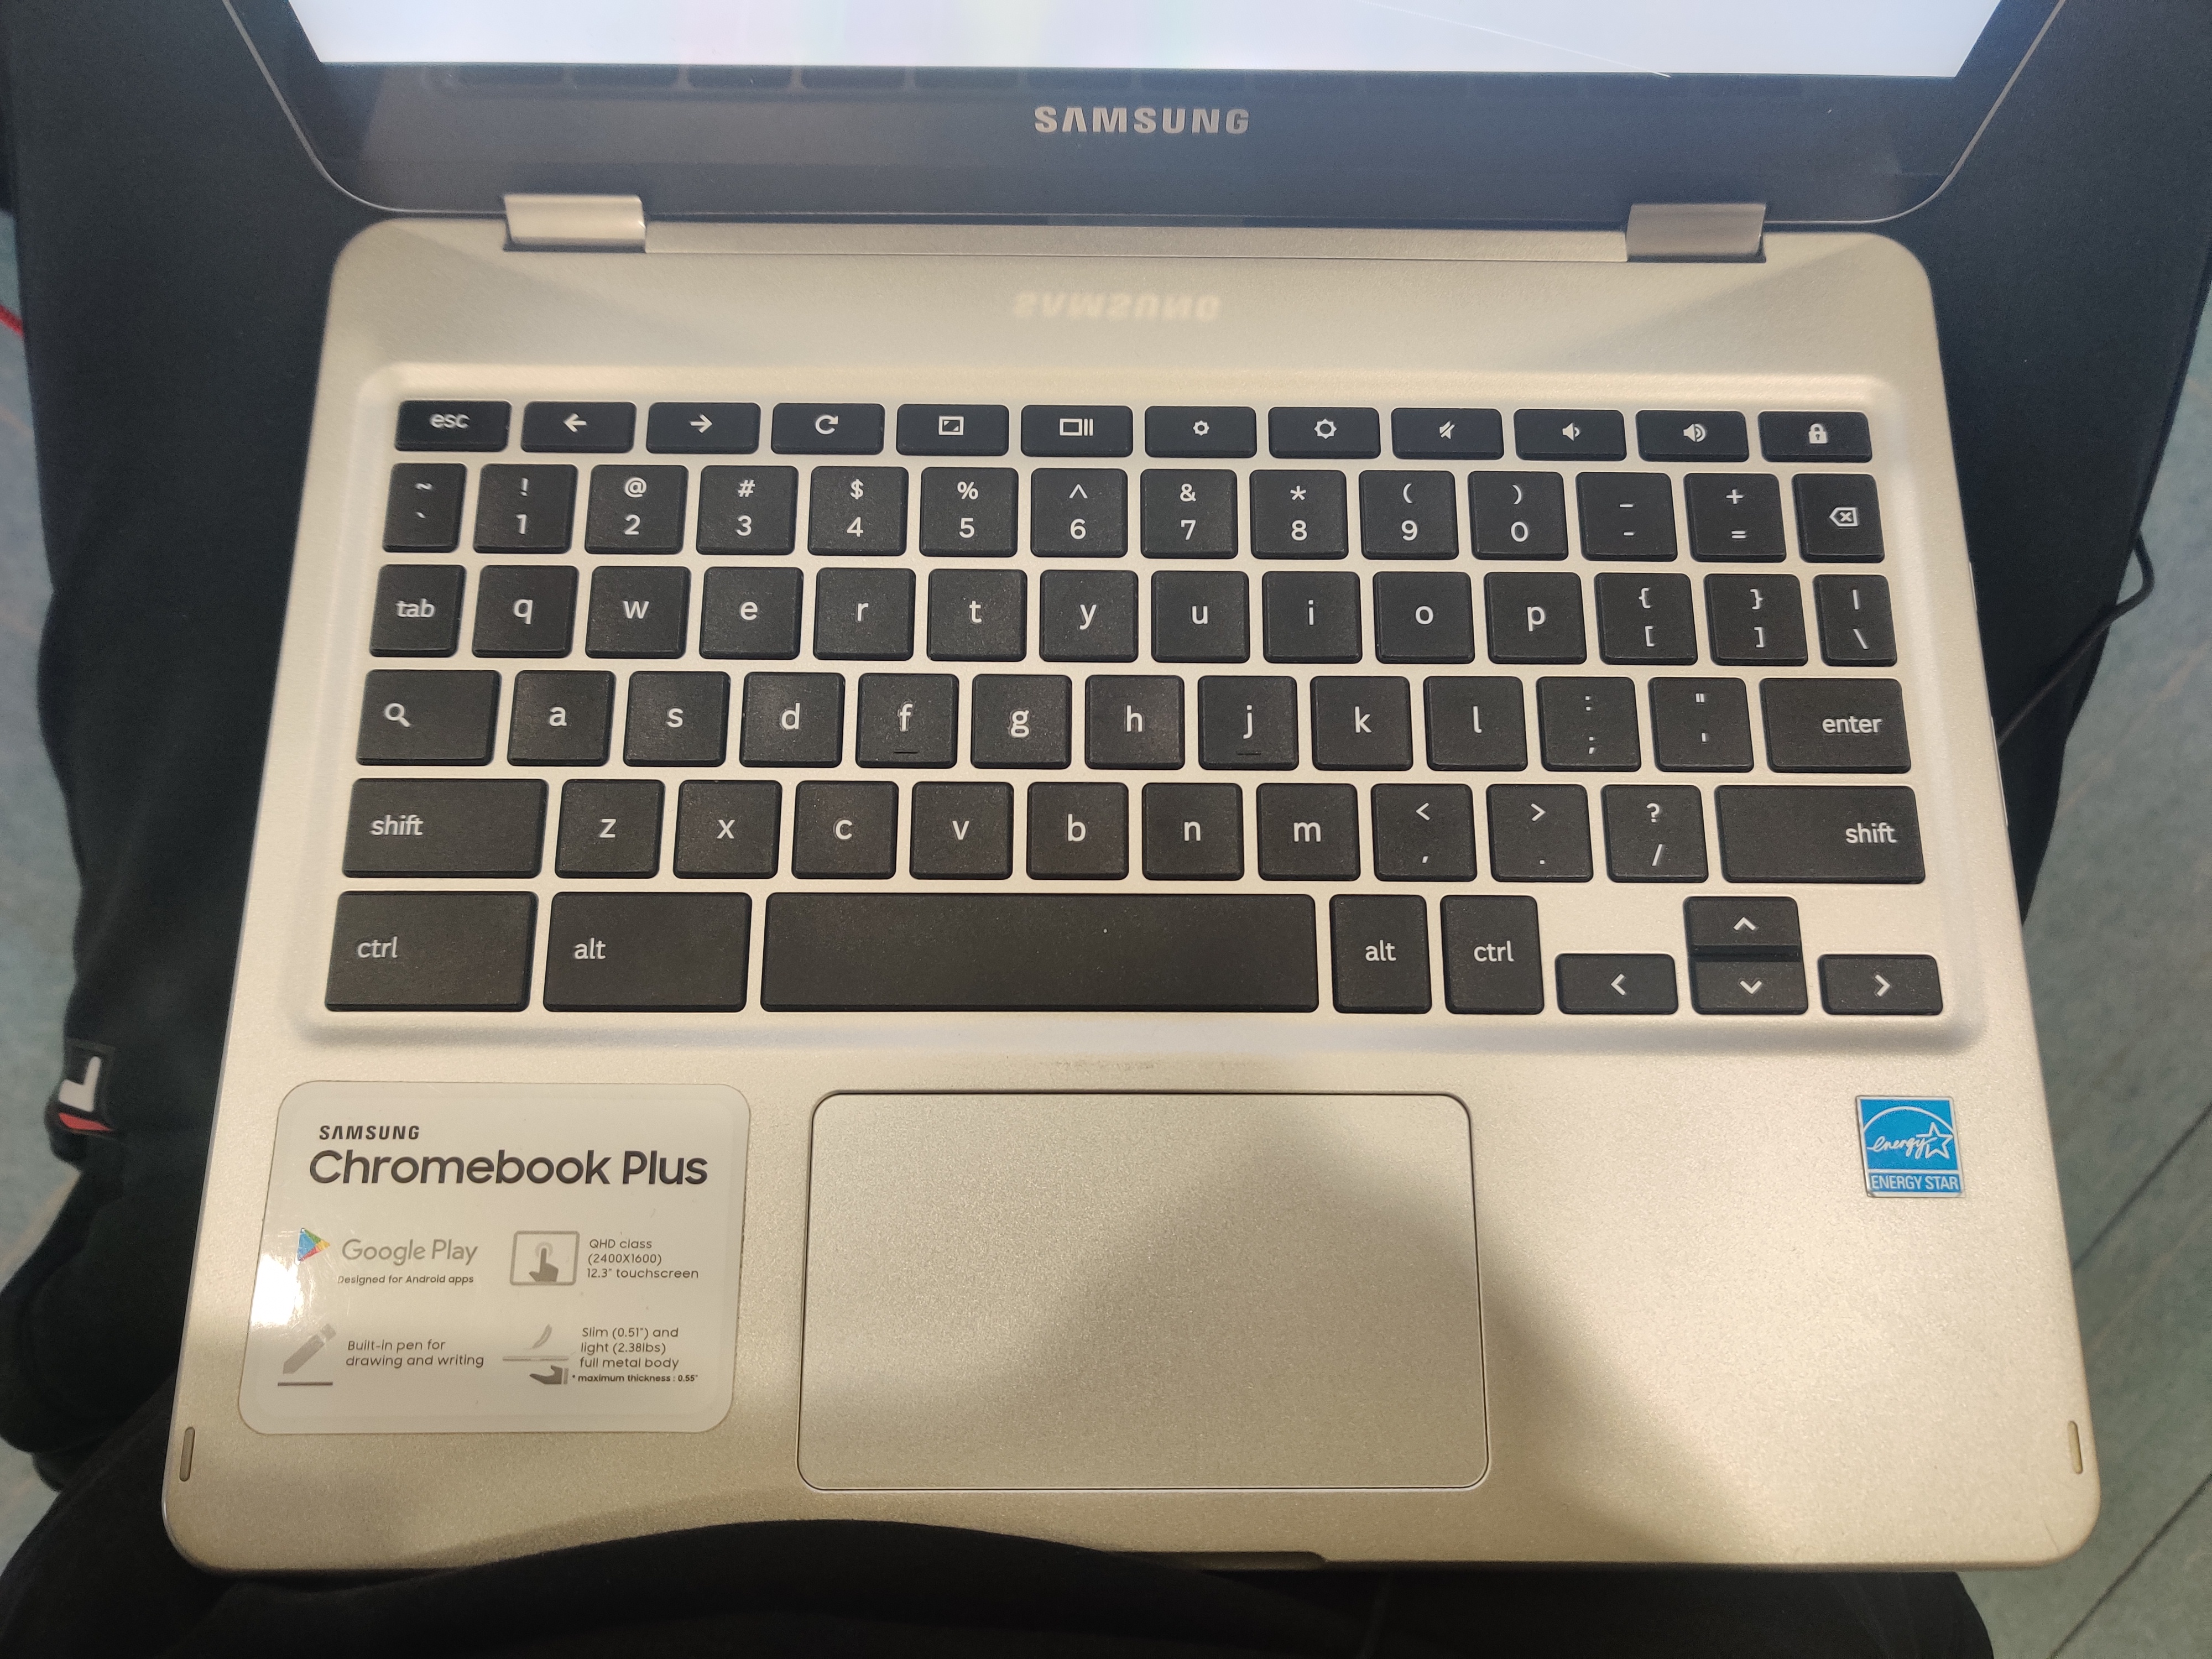 SAMSUNG
esc
~ ! @ # $ % ^ & * ( ) _ +
` 1 2 3 4 5 6 7 8 9 0 - =
tab q w e r t y u i o p { } |
[ ] \
a s d f g h j k l : " enter
; '
shift z x c v b n m < > ? shift
, . /
ctrl alt alt ctrl
SAMSUNG
Chromebook Plus
Google Play
Designed for Android apps
QHD class
(2400X1600)
12.3" touchscreen
Built-in pen for
drawing and writing
Slim (0.51") and
light (2.38lbs)
full metal body
* maximum thickness : 0.55"
energy
ENERGY STAR